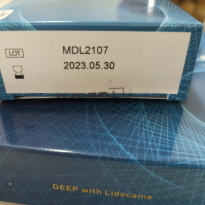 LOT MDL2107
2023.05.30
DEEP with Lidocaine